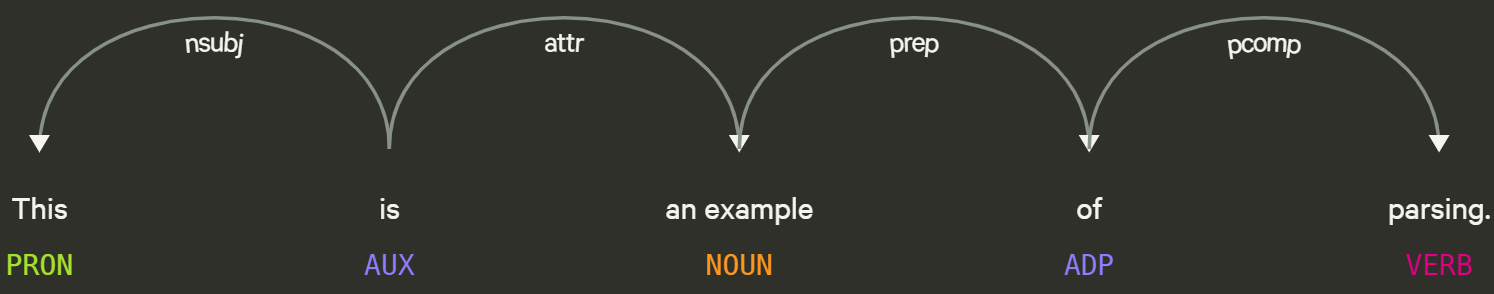 nsubj attr prep pcomp
This is an example of parsing.
PRON AUX NOUN ADP VERB